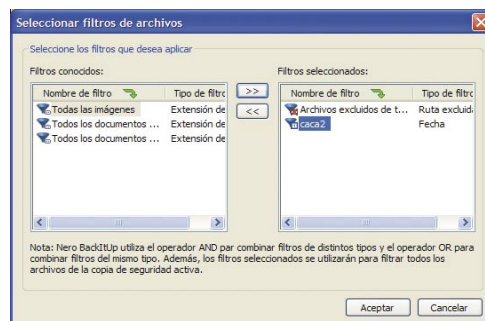 Seleccionar filtros de archivos
Seleccione los filtros que desea aplicar
Filtros conocidos:
Nombre de filtro Tipo de filtro
Todas las imágenes Extensión de
Todos los documentos ... Extensión de
Todos los documentos ... Extensión de
>>
<<
Filtros seleccionados:
Nombre de filtro Tipo de filtro
Archivos excluidos de t... Ruta excluid
caca2 Fecha
Nota: Nero BackItUp utiliza el operador AND par combinar filtros de distintos tipos y el operador OR para
combinar filtros del mismo tipo. Además, los filtros seleccionados se utilizarán para filtrar todos los
archivos de la copia de seguridad activa.
Aceptar Cancelar